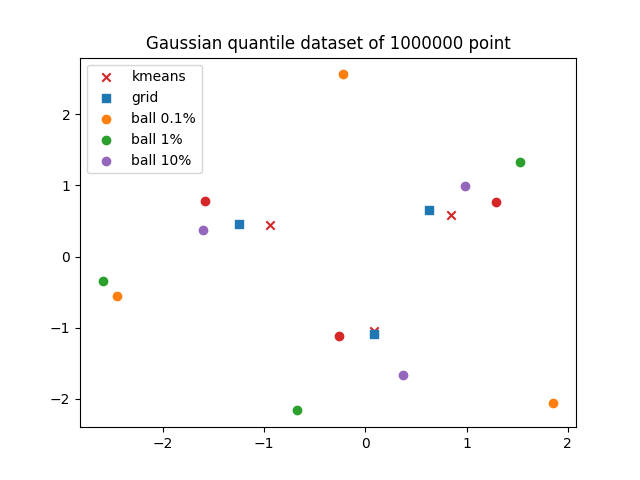 Gaussian quantile dataset of 1000000 point
kmeans
grid
ball 0.1%
ball 1%
ball 10%
2
1
0
−1
−2
−2
−1
0
1
2